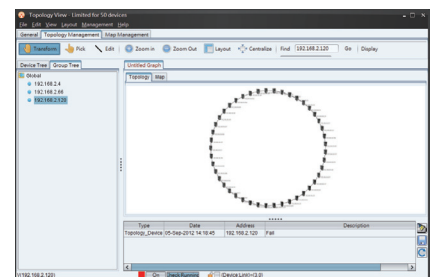 Topology View - Limited for 50 devices
File Edit View Layout Management Help
General Topology Management Map Management
Transform Pick Edit Zoom in Zoom Out Layout Centralize Find 192.168.2.120 Go Display
Device Tree Group Tree
Untitled Graph
Global
Topology Map
192.168.2.4
192.168.2.66
192.168.2.120
Type Date Address Description
Topology_Device 05-Sep-2012 14:18:45 192.168.2.120 Fail
V(192.168.2.120) On Stack Running (Device:Link)=(3,0)